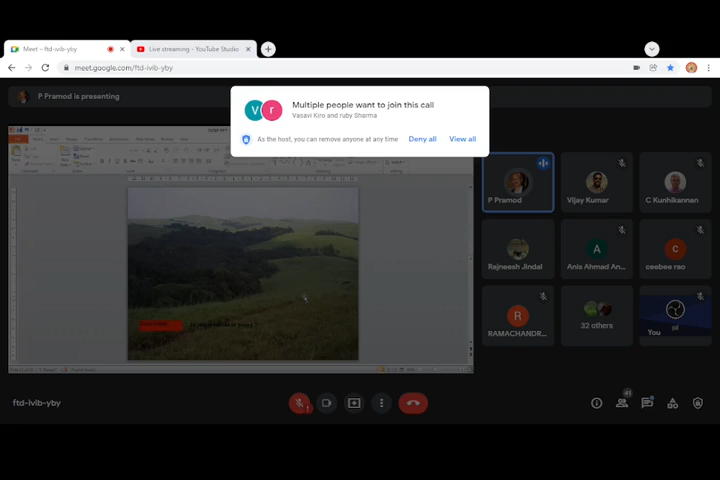 Meet – ftd-ivib-yby
Live streaming - YouTube Studio
meet.google.com/ftd-ivib-yby
P Pramod is presenting
V r
Multiple people want to join this call
Vasavi Kiro and ruby Sharma
As the host, you can remove anyone at any time
Deny all
View all
P Pramod
Vijay Kumar
C Kunhikannan
A
c
Rajneesh Jindal
Anis Ahmad An...
ceebee rao
R
RAMACHANDR...
32 others
You
ftd-ivib-yby
41